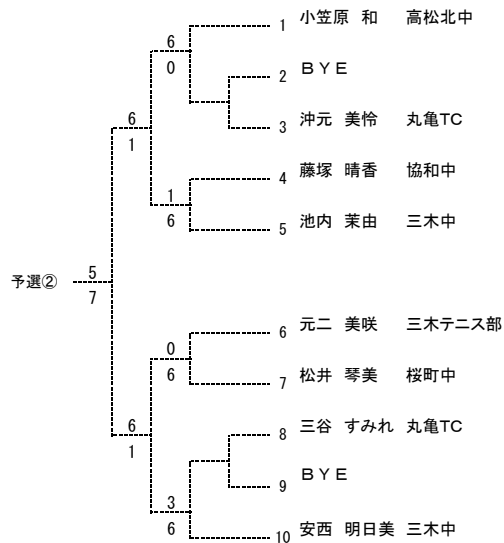 6
1 小笠原 和 高松北中
0
2 BYE
6
3 沖元 美怜 丸亀TC
1
4 藤塚 晴香 協和中
1
6
5 池内 茉由 三木中
5
予選②
7
6 元二 美咲 三木テニス部
0
6
7 松井 琴美 桜町中
6
8 三谷 すみれ 丸亀TC
1
9 BYE
3
6
10 安西 明日美 三木中